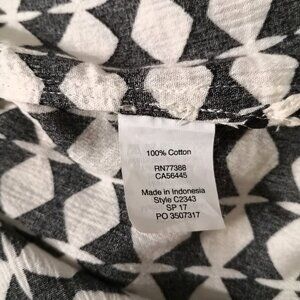 100% Cotton
RN77388
CA56445
Made in Indonesia
Style C2343
SP 17
PO 3507317